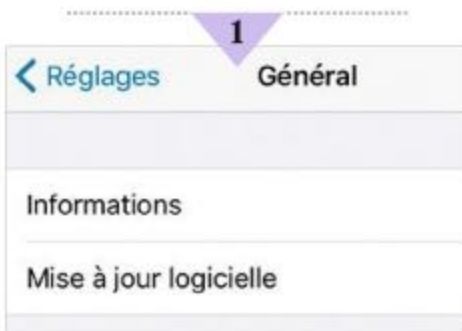 1
Réglages Général
Informations
Mise à jour logicielle